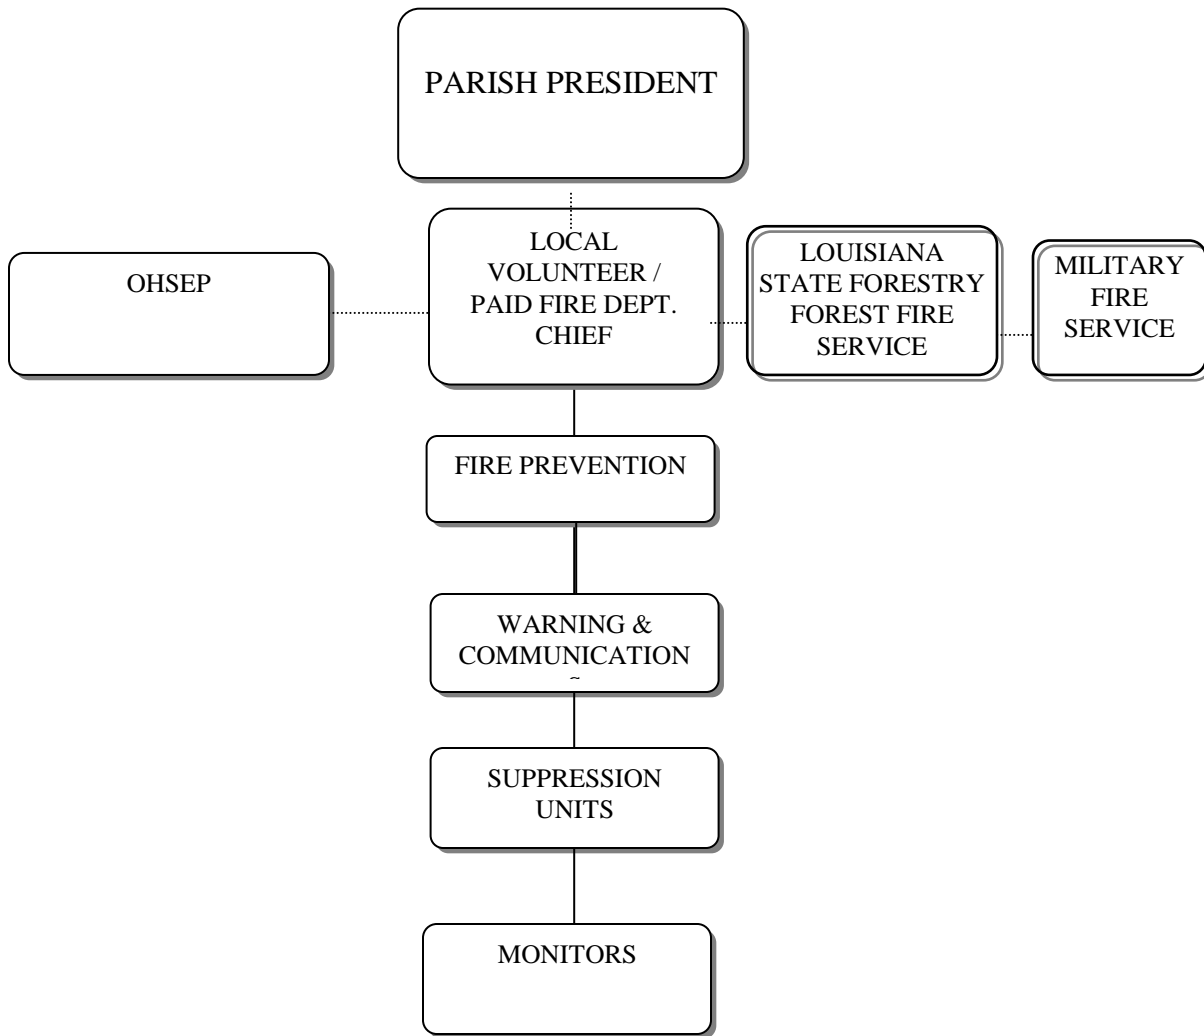 PARISH PRESIDENT
OHSEP
LOCAL
VOLUNTEER /
PAID FIRE DEPT.
CHIEF
LOUISIANA
STATE FORESTRY
FOREST FIRE
SERVICE
MILITARY
FIRE
SERVICE
FIRE PREVENTION
WARNING &
COMMUNICATION
SUPPRESSION
UNITS
MONITORS